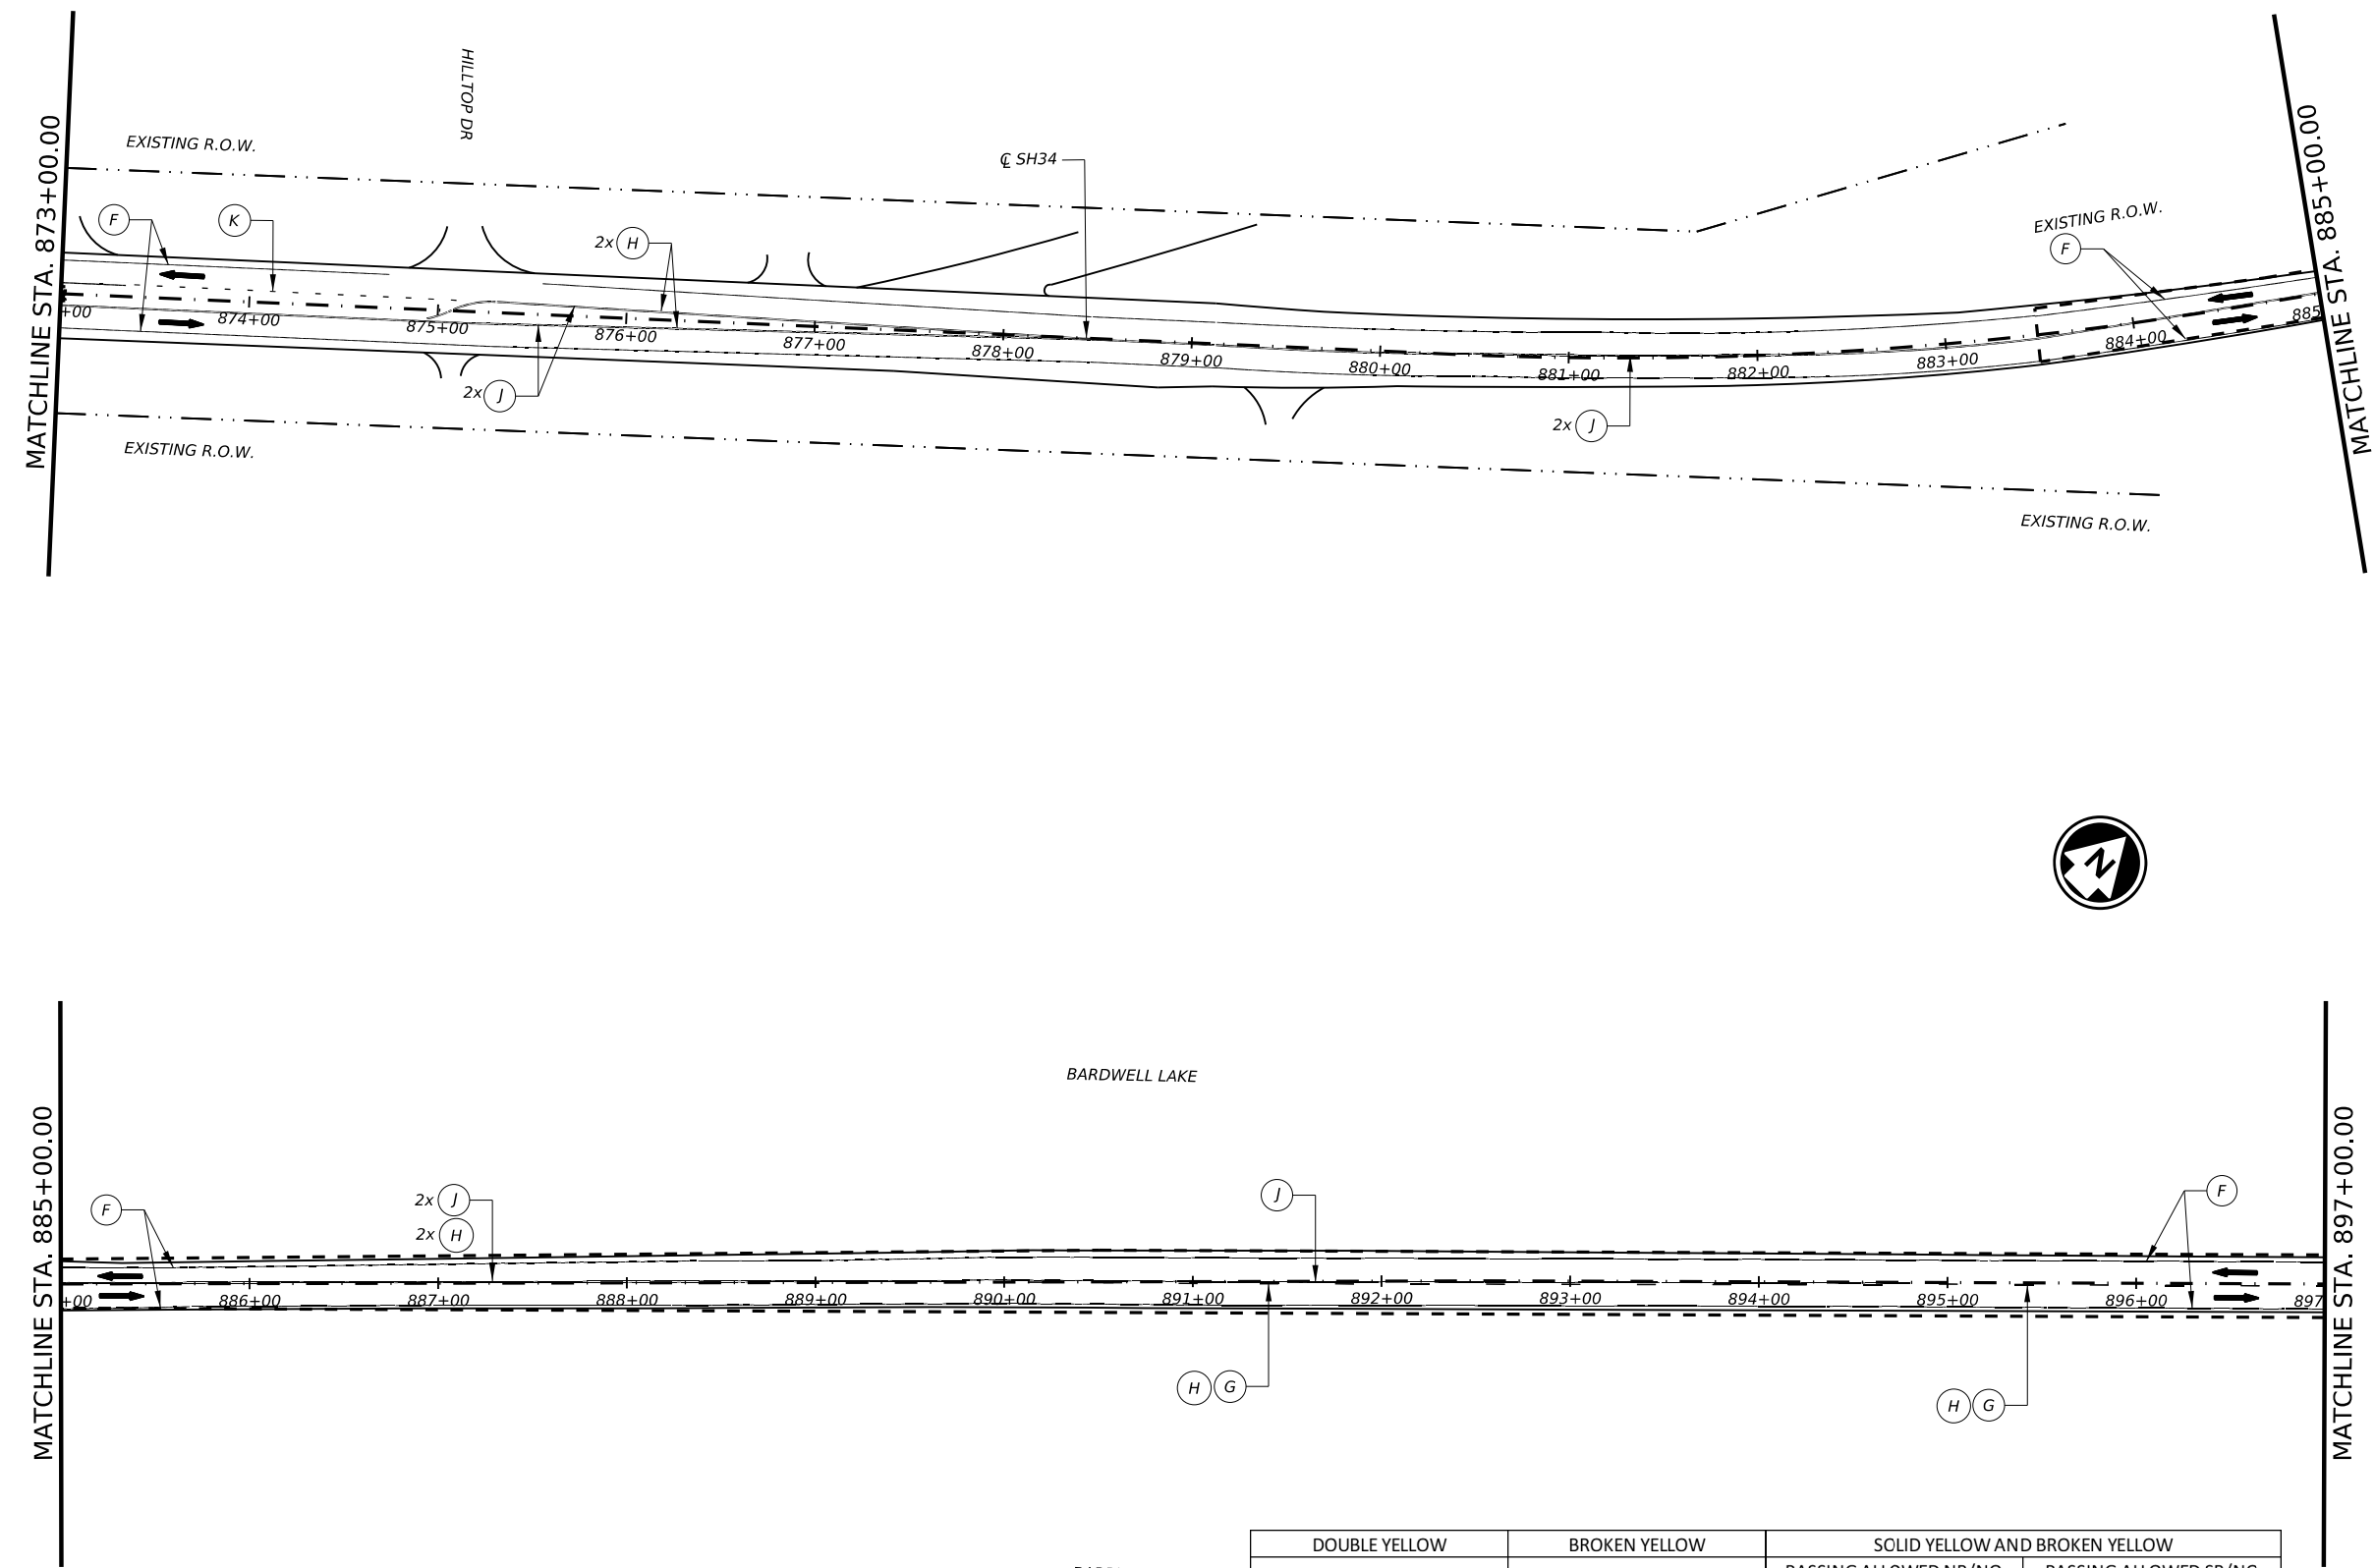 HILLTOP DR
EXISTING R.O.W.
℄ SH34
MATCHLINE STA. 873+00.00
F
K
2x H
EXISTING R.O.W.
F
MATCHLINE STA. 885+00.00
+00
874+00
875+00
876+00
877+00
878+00
879+00
880+00
881+00
882+00
883+00
884+00
885
2x J
2x J
EXISTING R.O.W.
EXISTING R.O.W.
N
BARDWELL LAKE
MATCHLINE STA. 885+00.00
F
2x J
2x H
J
F
MATCHLINE STA. 897+00.00
+00
886+00
887+00
888+00
889+00
890+00
891+00
892+00
893+00
894+00
895+00
896+00
897
H G
H G
DOUBLE YELLOW
BROKEN YELLOW
SOLID YELLOW AND BROKEN YELLOW